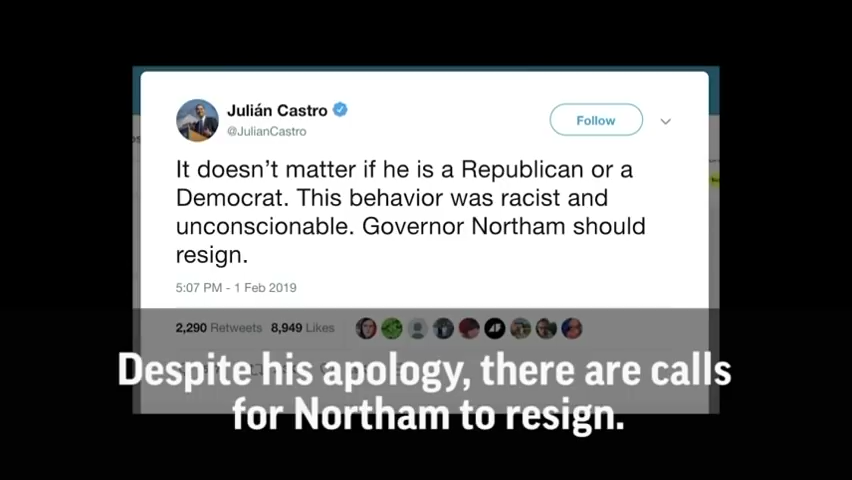 Julián Castro
@JulianCastro
Follow
It doesn't matter if he is a Republican or a
Democrat. This behavior was racist and
unconscionable. Governor Northam should
resign.
5:07 PM - 1 Feb 2019
2,290 Retweets 8,949 Likes
Despite his apology, there are calls
for Northam to resign.